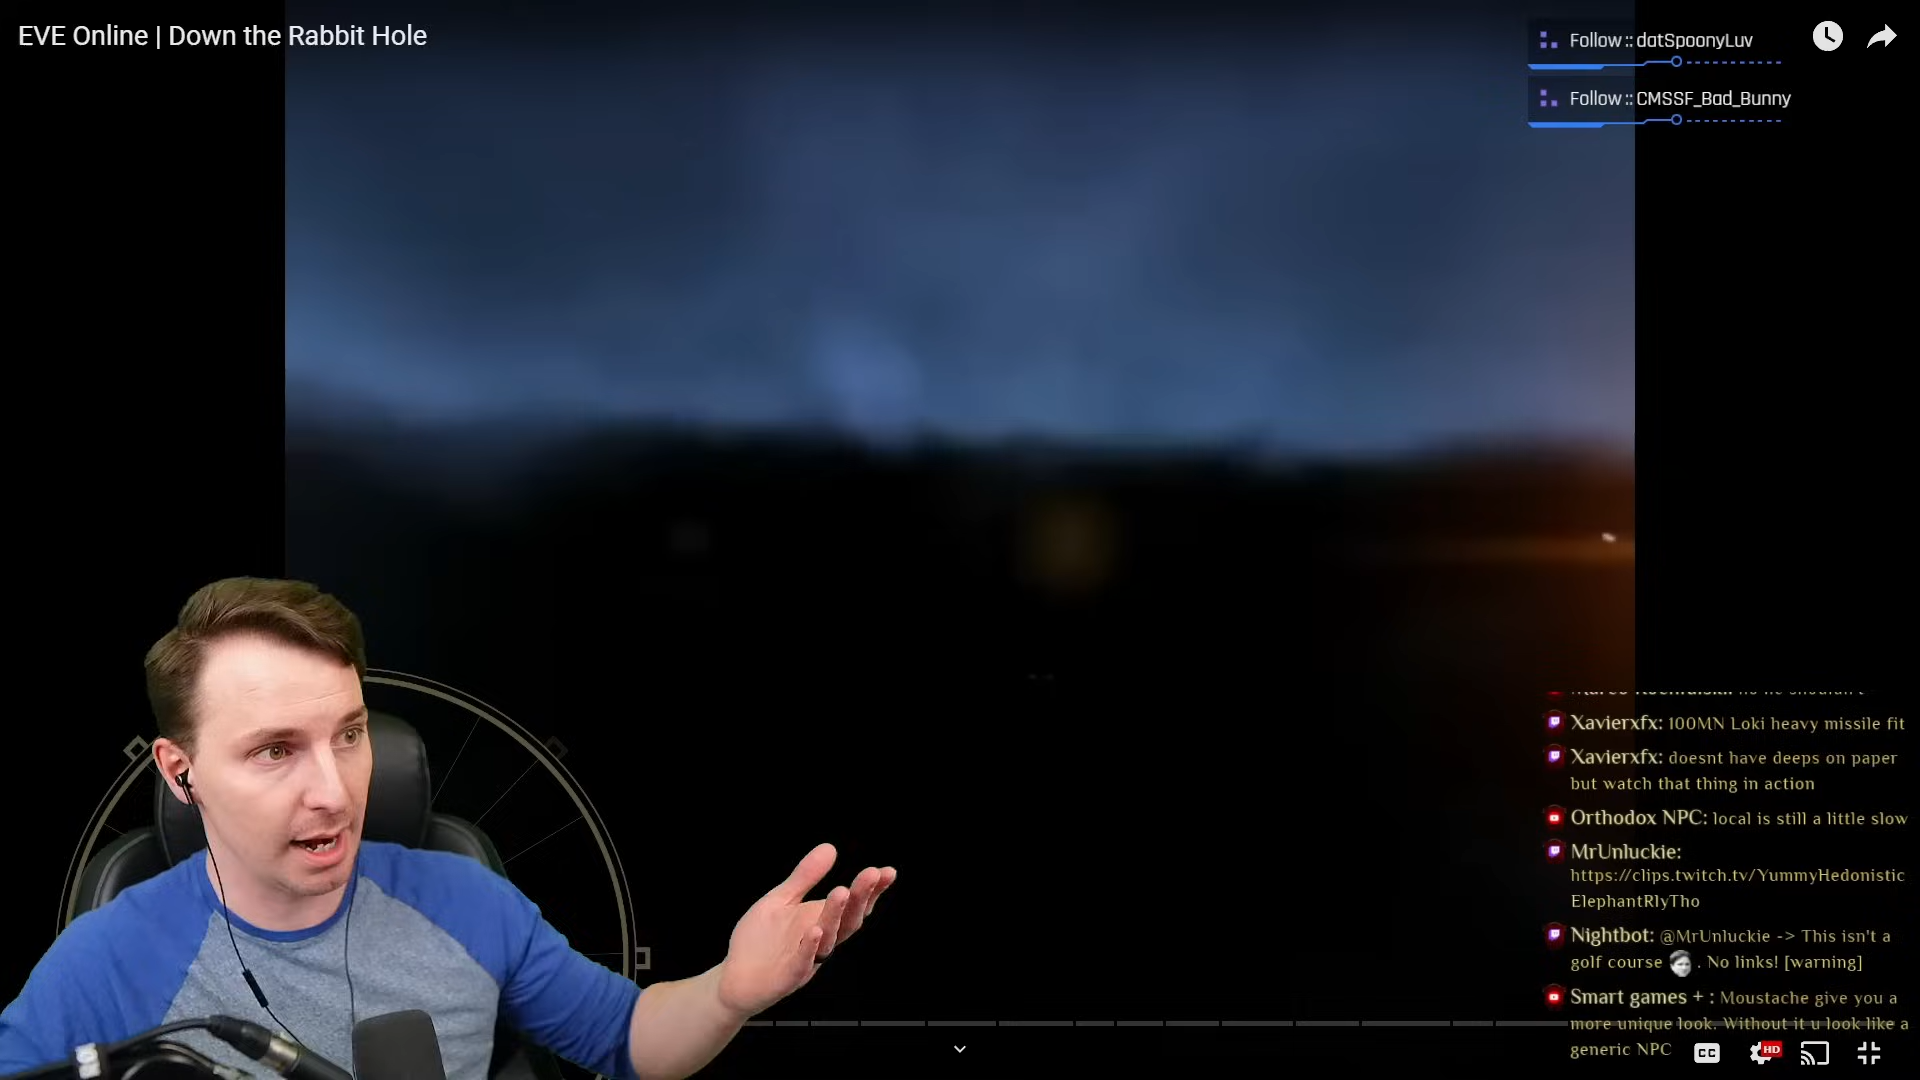 EVE Online | Down the Rabbit Hole
Follow :: datSpoonyLuv
Follow :: CMSSF_Bad_Bunny
Xavierxfx: 100MN Loki heavy missile fit
Xavierxfx: doesnt have deeps on paper
but watch that thing in action
Orthodox NPC: local is still a little slow
MrUnluckie:
https://clips.twitch.tv/YummyHedonistic
ElephantRlyTho
Nightbot: @MrUnluckie -> This isn't a
golf course . No links! [warning]
Smart games + : Moustache give you a
more unique look. Without it u look like a
generic NPC
CC
HD